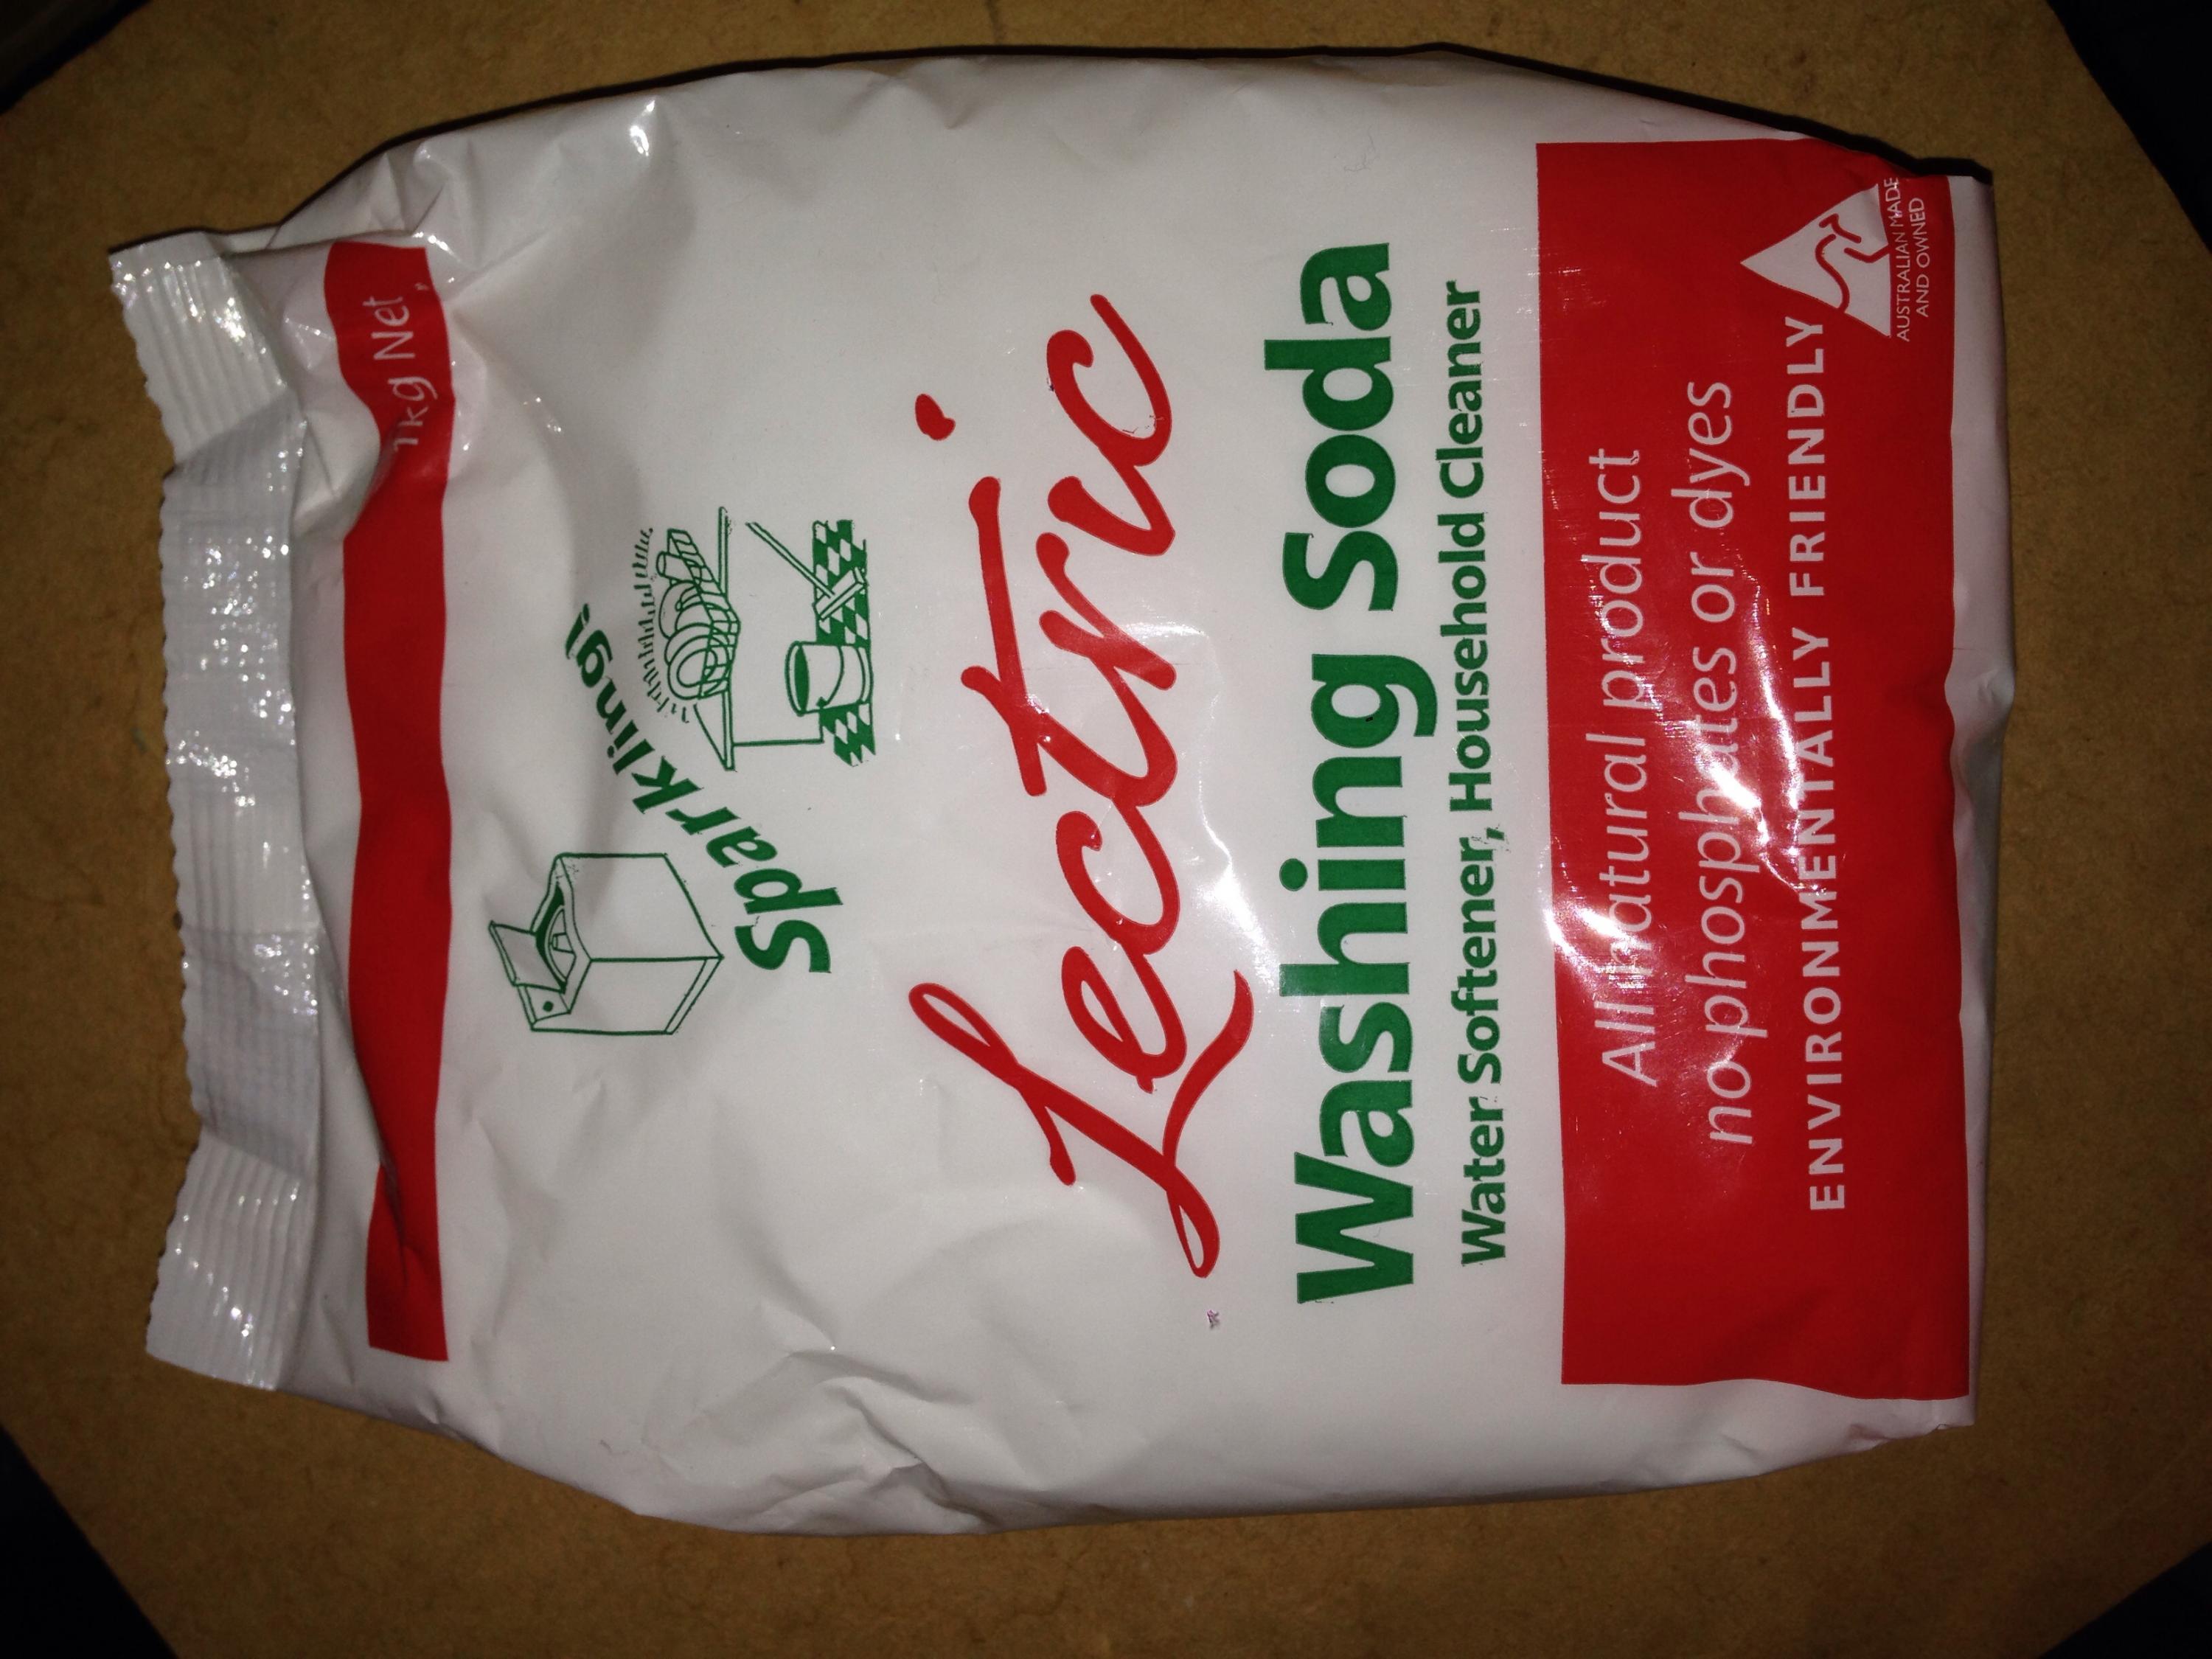 1kg Net
Sparkling!
Lectric
Washing Soda
Water Softener, Household Cleaner
All natural product
no phosphates or dyes
ENVIRONMENTALLY FRIENDLY
AUSTRALIAN MADE
AND OWNED